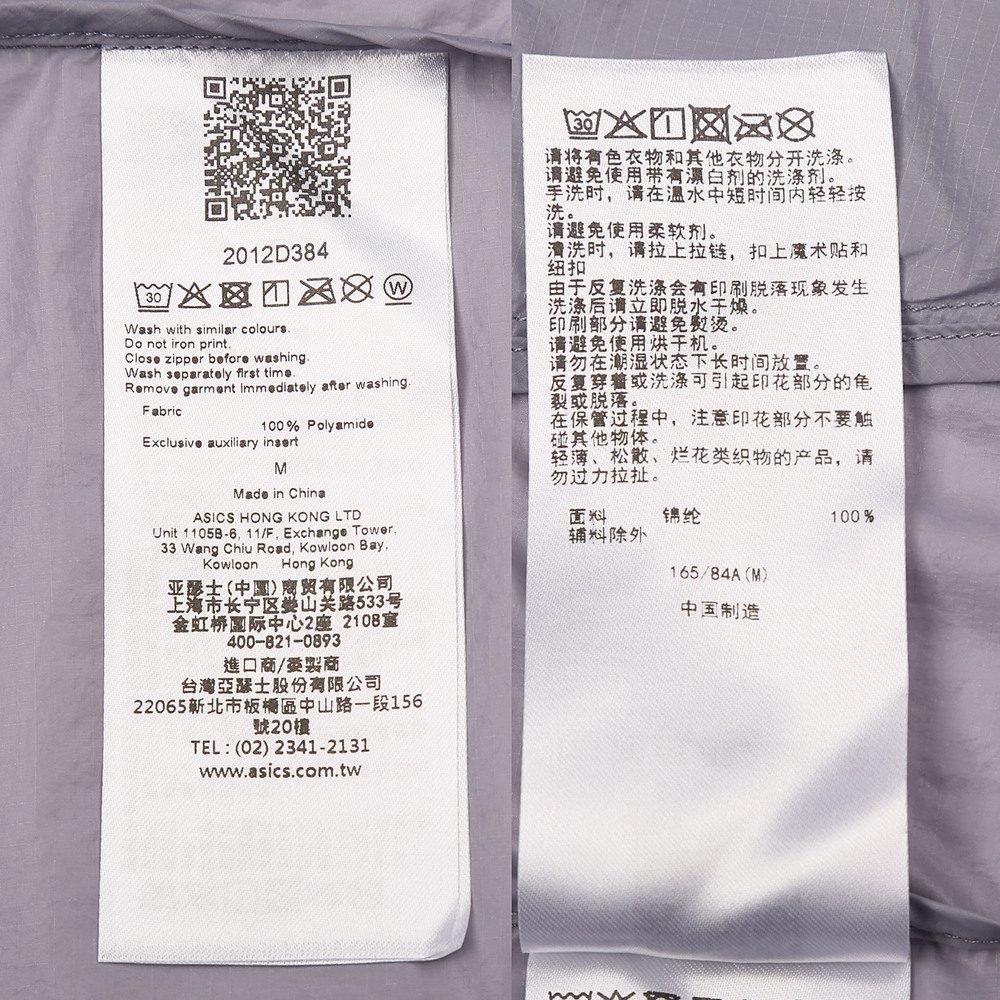 2012D384
30
W
Wash with similar colours.
Do not iron print.
Close zipper before washing.
Wash separately first time.
Remove garment immediately after washing.
Fabric
100% Polyamide
Exclusive auxiliary insert
M
Made in China
ASICS HONG KONG LTD
Unit 1105B-6, 11/F, Exchange Tower,
33 Wang Chiu Road, Kowloon Bay,
Kowloon Hong Kong
亚瑟士(中国)商贸有限公司
上海市长宁区娄山关路533号
金虹桥国际中心2座 2108室
400-821-0893
進口商/委製商
台灣亞瑟士股份有限公司
22065新北市板橋區中山路一段156
號20樓
TEL : (02) 2341-2131
www.asics.com.tw
30
请将有色衣物和其他衣物分开洗涤。
请避免使用带有漂白剂的洗涤剂。
手洗时，请在温水中短时间内轻轻按
洗。
请避免使用柔软剂。
清洗时，请拉上拉链，扣上魔术贴和
纽扣
由于反复洗涤会有印刷脱落现象发生
洗涤后请立即脱水干燥。
印刷部分请避免熨烫。
请避免使用烘干机。
请勿在潮湿状态下长时间放置。
反复穿着或洗涤可引起印花部分的龟
裂或脱落。
在保管过程中，注意印花部分不要触
碰其他物体。
轻薄、松散、烂花类织物的产品，请
勿过力拉扯。
面料 锦纶 100%
辅料除外
165/84A(M)
中国制造